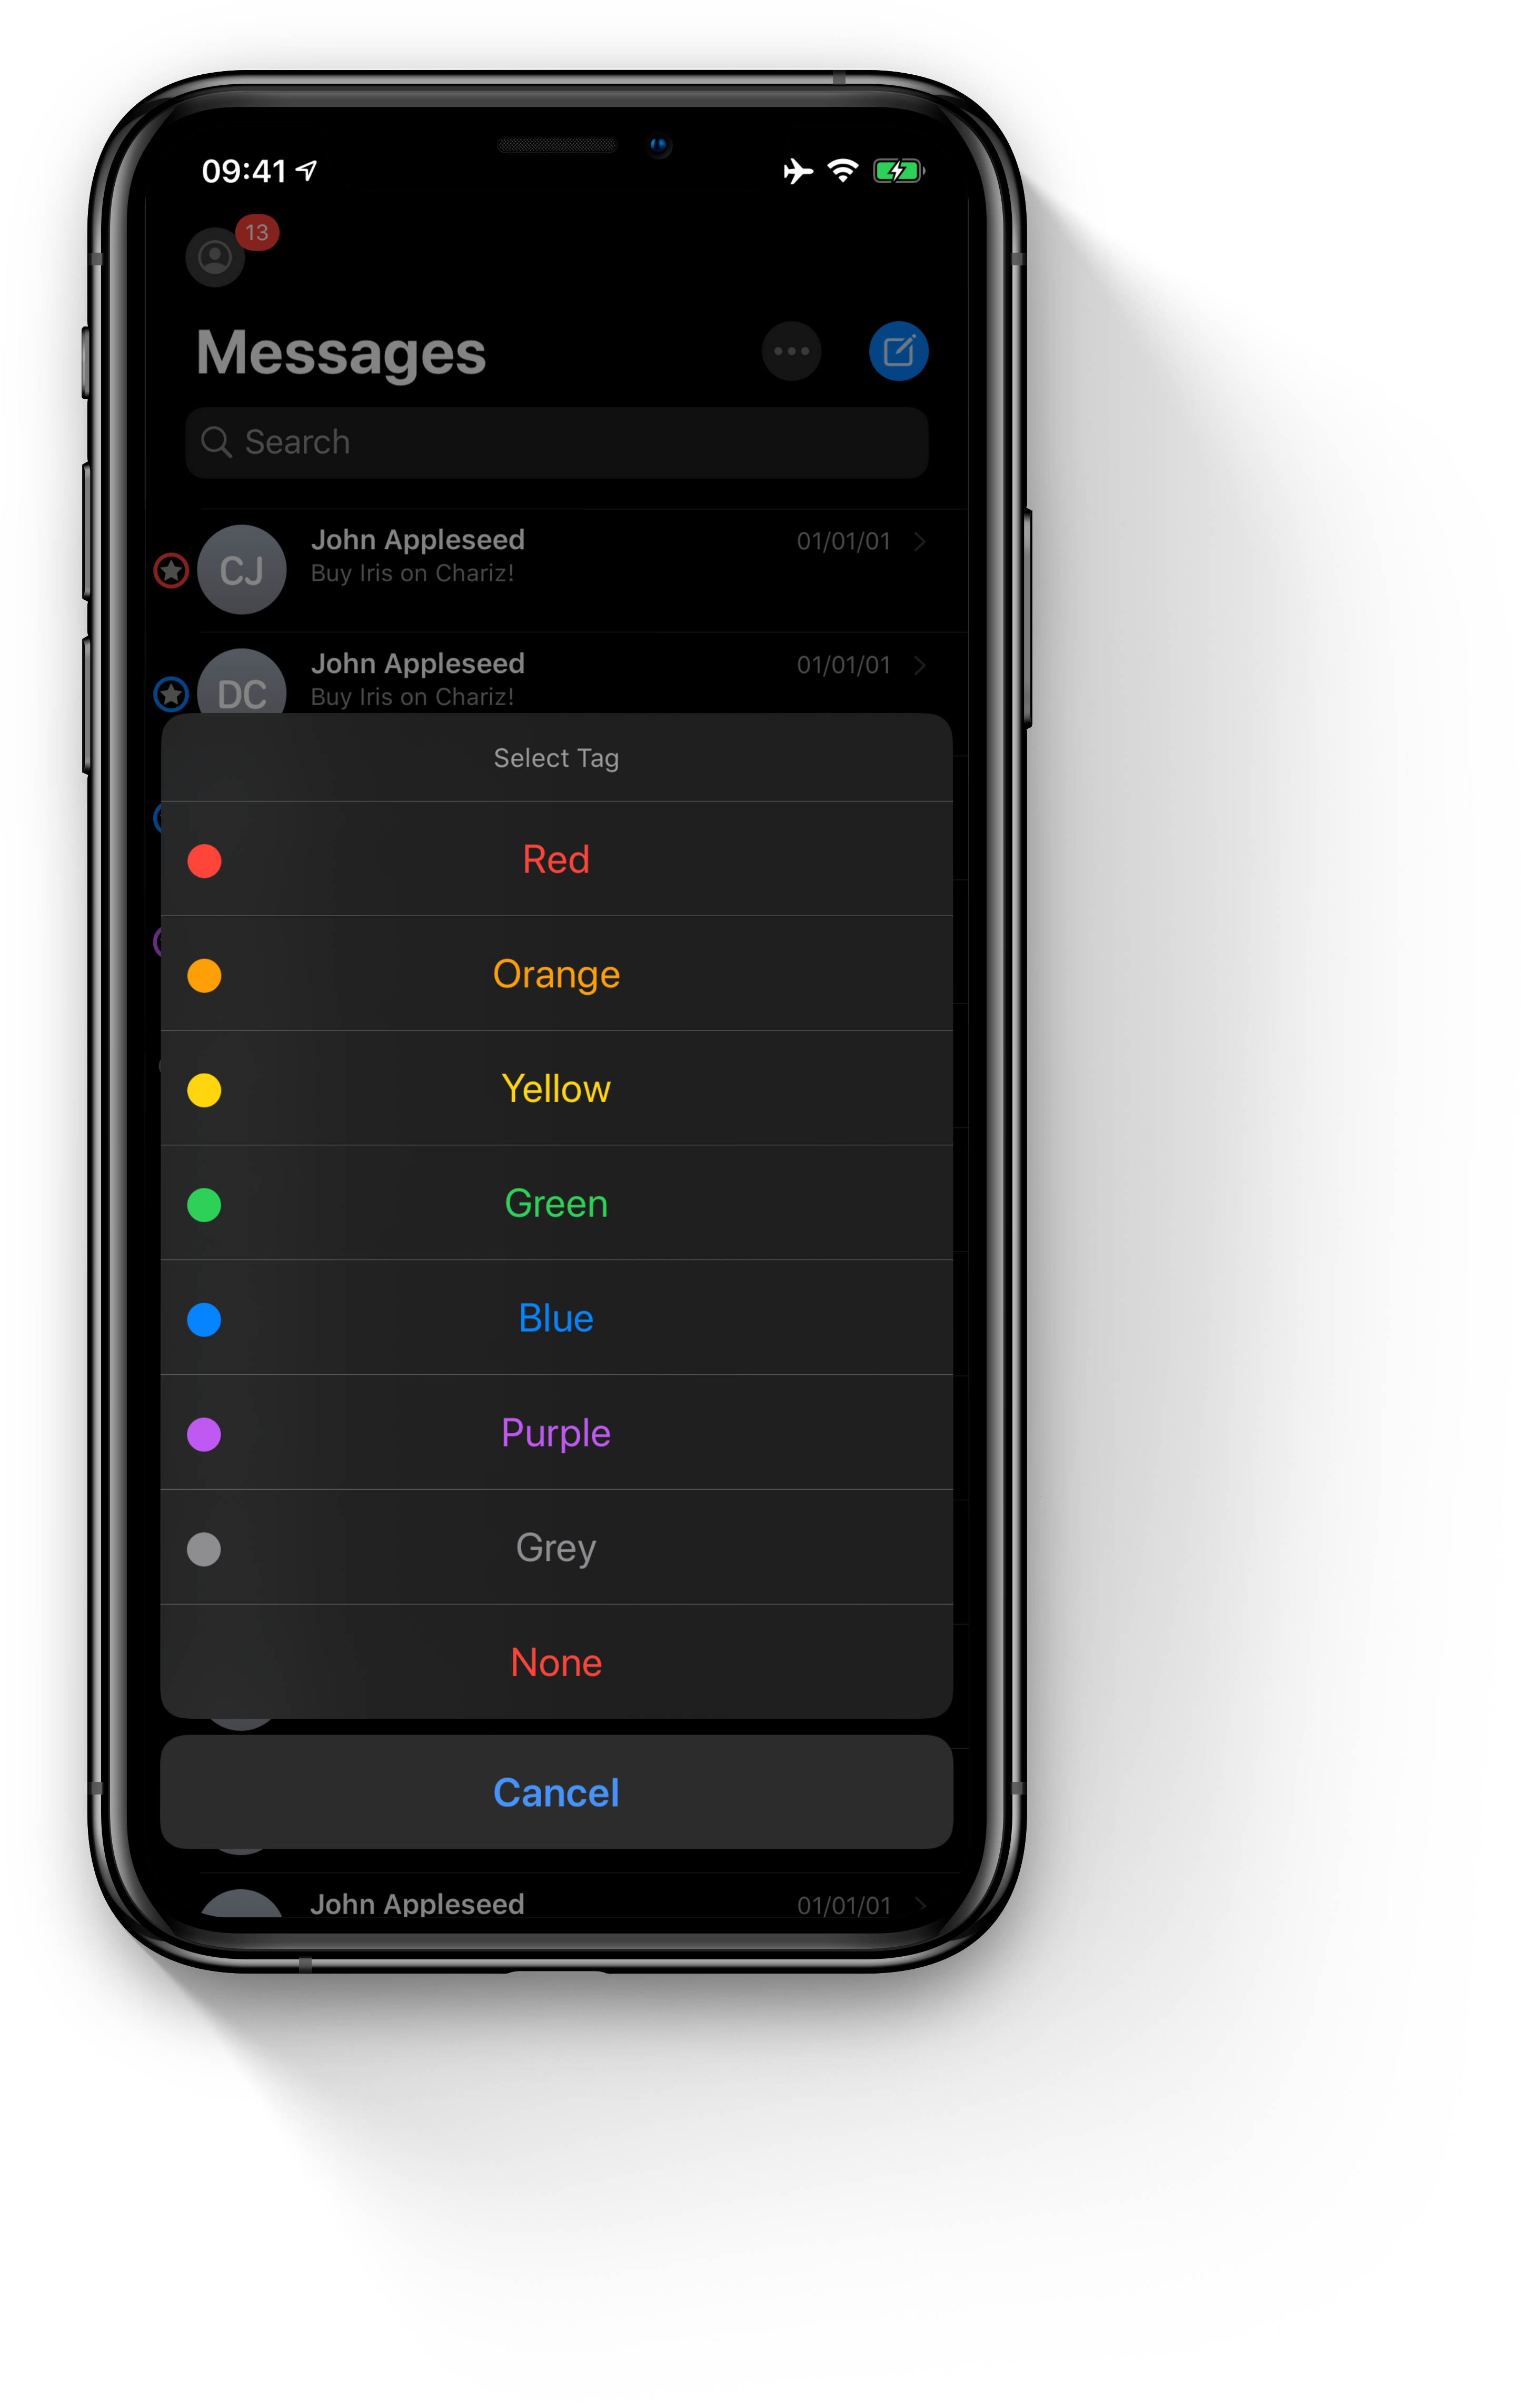 09:41
13
Messages
Search
CJ
John Appleseed
01/01/01
Buy Iris on Chariz!
DC
John Appleseed
01/01/01
Buy Iris on Chariz!
Select Tag
Red
Orange
Yellow
Green
Blue
Purple
Grey
None
Cancel
John Appleseed
01/01/01